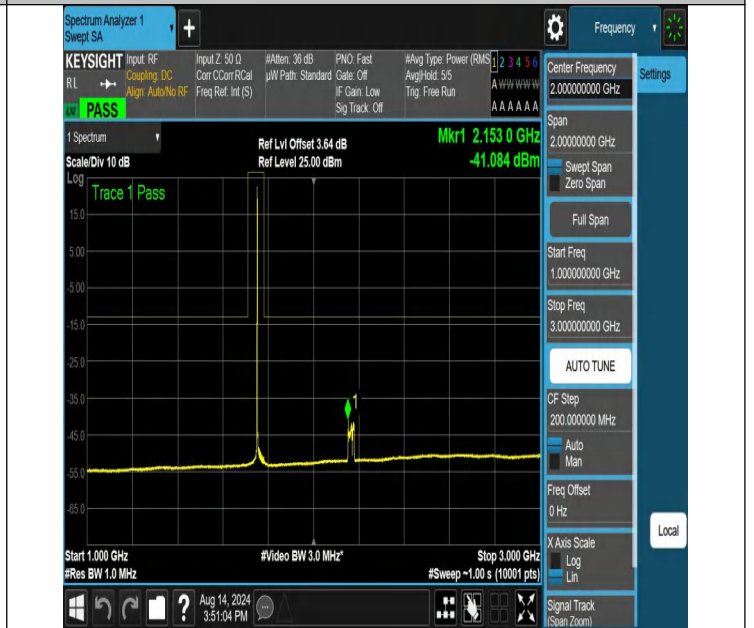 Spectrum Analyzer 1
Swept SA
+
Frequency
KEYSIGHT
RL
PASS
Input: RF
Coupling: DC
Align: Auto/No RF
Input Z: 50 Ω
Corr CCorr RCal
Freq Ref: Int (S)
#Atten: 36 dB
µW Path: Standard
PNO: Fast
Gate: Off
IF Gain: Low
Sig Track: Off
#Avg Type: Power (RMS
Avg|Hold: 5/5
Trig: Free Run
1 2 3 4 5 6
A W W W W W
A A A A A A
1 Spectrum
Scale/Div 10 dB
Log
Ref Lvl Offset 3.64 dB
Ref Level 25.00 dBm
Mkr1 2.153 0 GHz
-41.084 dBm
Trace 1 Pass
15.0
5.00
-5.00
-15.0
-25.0
-35.0
-45.0
-55.0
-65.0
1
Start 1.000 GHz
#Res BW 1.0 MHz
#Video BW 3.0 MHz*
Stop 3.000 GHz
#Sweep ~1.00 s (10001 pts)
?
Aug 14, 2024
3:51:04 PM
Center Frequency
2.000000000 GHz
Span
2.00000000 GHz
Swept Span
Zero Span
Full Span
Start Freq
1.000000000 GHz
Stop Freq
3.000000000 GHz
AUTO TUNE
CF Step
200.000000 MHz
Auto
Man
Freq Offset
0 Hz
X Axis Scale
Log
Lin
Signal Track
(Span Zoom)
Settings
Local